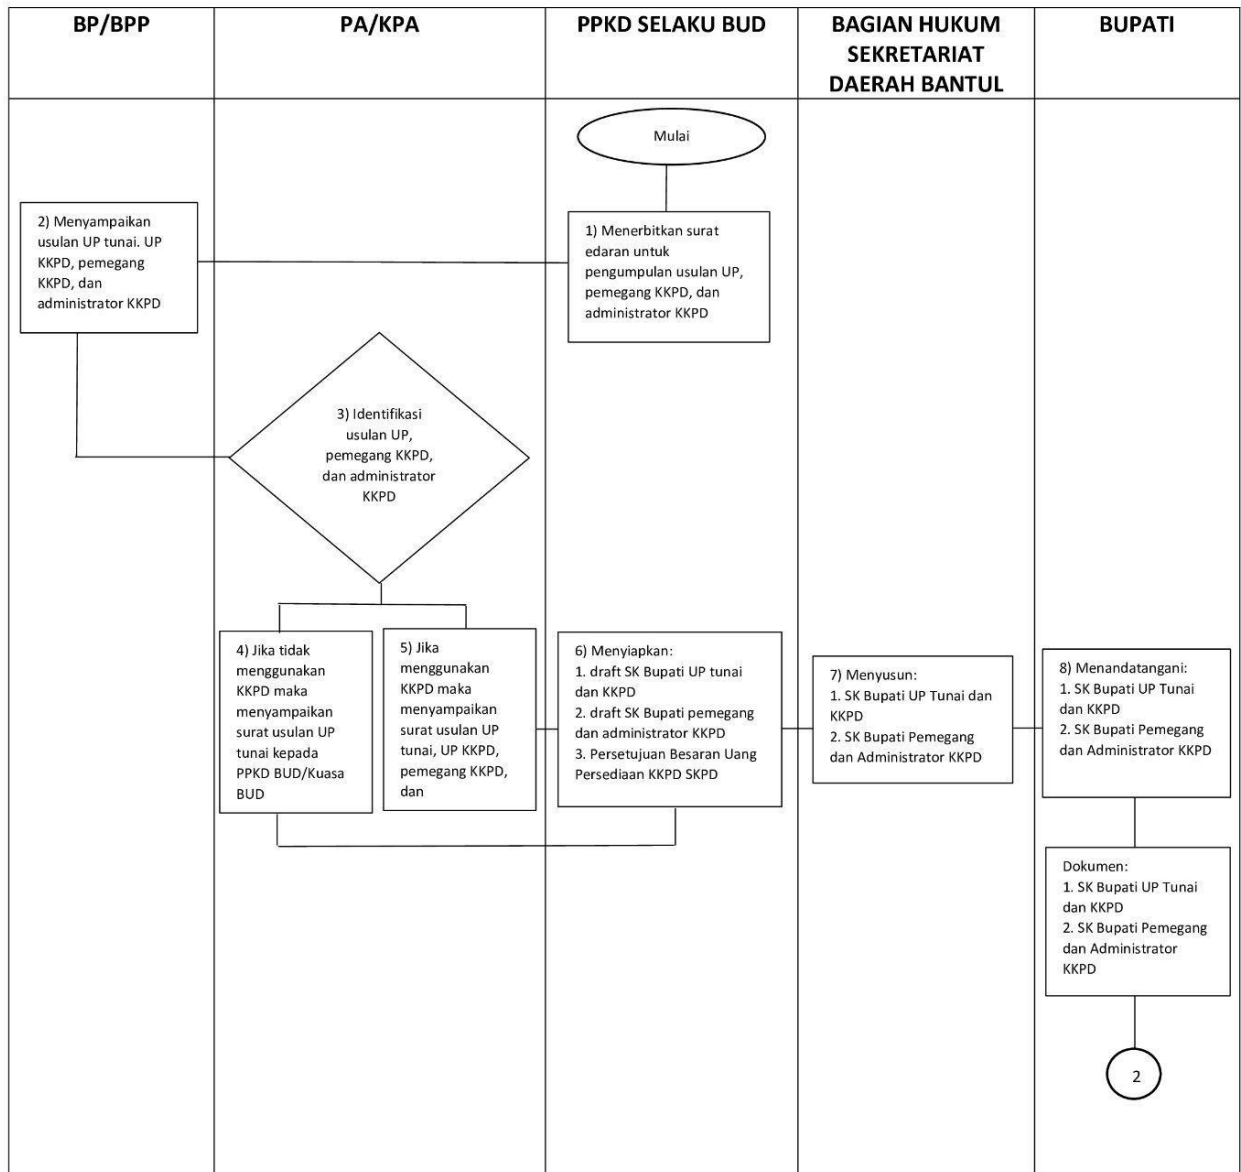 BP/BPP
PA/KPA
PPKD SELAKU BUD
BAGIAN HUKUM
SEKRETARIAT
DAERAH BANTUL
BUPATI
Mulai
1) Menerbitkan surat
edaran untuk
pengumpulan usulan UP,
pemegang KKPD, dan
administrator KKPD
2) Menyampaikan
usulan UP tunai. UP
KKPD, pemegang
KKPD, dan
administrator KKPD
3) Identifikasi
usulan UP,
pemegang KKPD,
dan administrator
KKPD
4) Jika tidak
menggunakan
KKPD maka
menyampaikan
surat usulan UP
tunai kepada
PPKD BUD/Kuasa
BUD
5) Jika
menggunakan
KKPD maka
menyampaikan
surat usulan UP
tunai, UP KKPD,
pemegang KKPD,
dan
6) Menyiapkan:
1. draft SK Bupati UP tunai
dan KKPD
2. draft SK Bupati pemegang
dan administrator KKPD
3. Persetujuan Besaran Uang
Persediaan KKPD SKPD
7) Menyusun:
1. SK Bupati UP Tunai dan
KKPD
2. SK Bupati Pemegang
dan Administrator KKPD
8) Menandatangani:
1. SK Bupati UP Tunai
dan KKPD
2. SK Bupati Pemegang
dan Administrator KKPD
Dokumen:
1. SK Bupati UP Tunai
dan KKPD
2. SK Bupati Pemegang
dan Administrator
KKPD
2